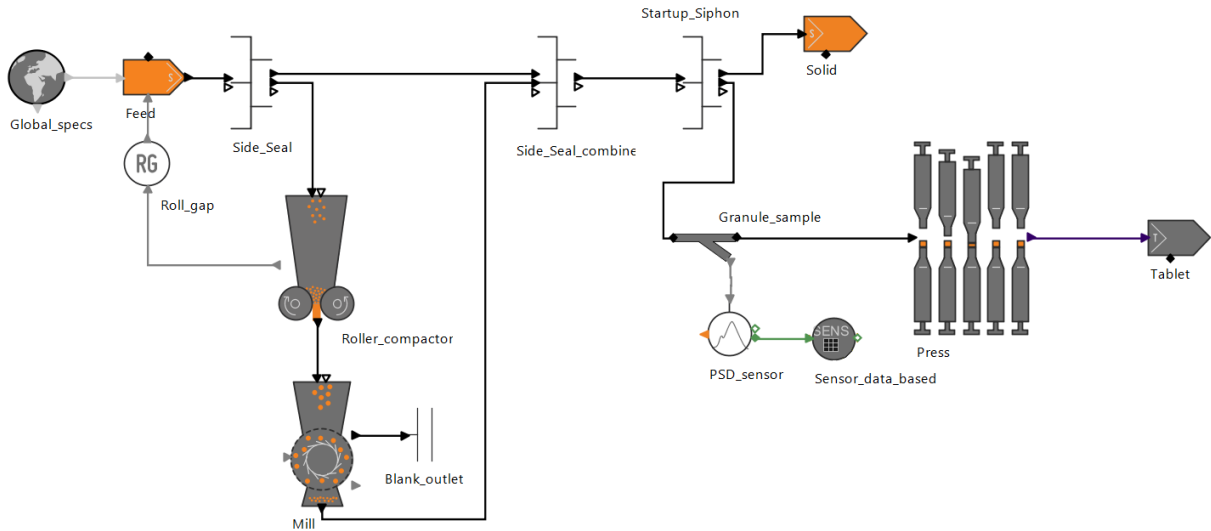 Startup_Siphon
S
Solid
S
Global_specs
Feed
Side_Seal
Side_Seal_combine
RG
Roll_gap
Granule_sample
T
Tablet
Roller_compactor
SENS
PSD_sensor
Sensor_data_based
Press
Blank_outlet
Mill